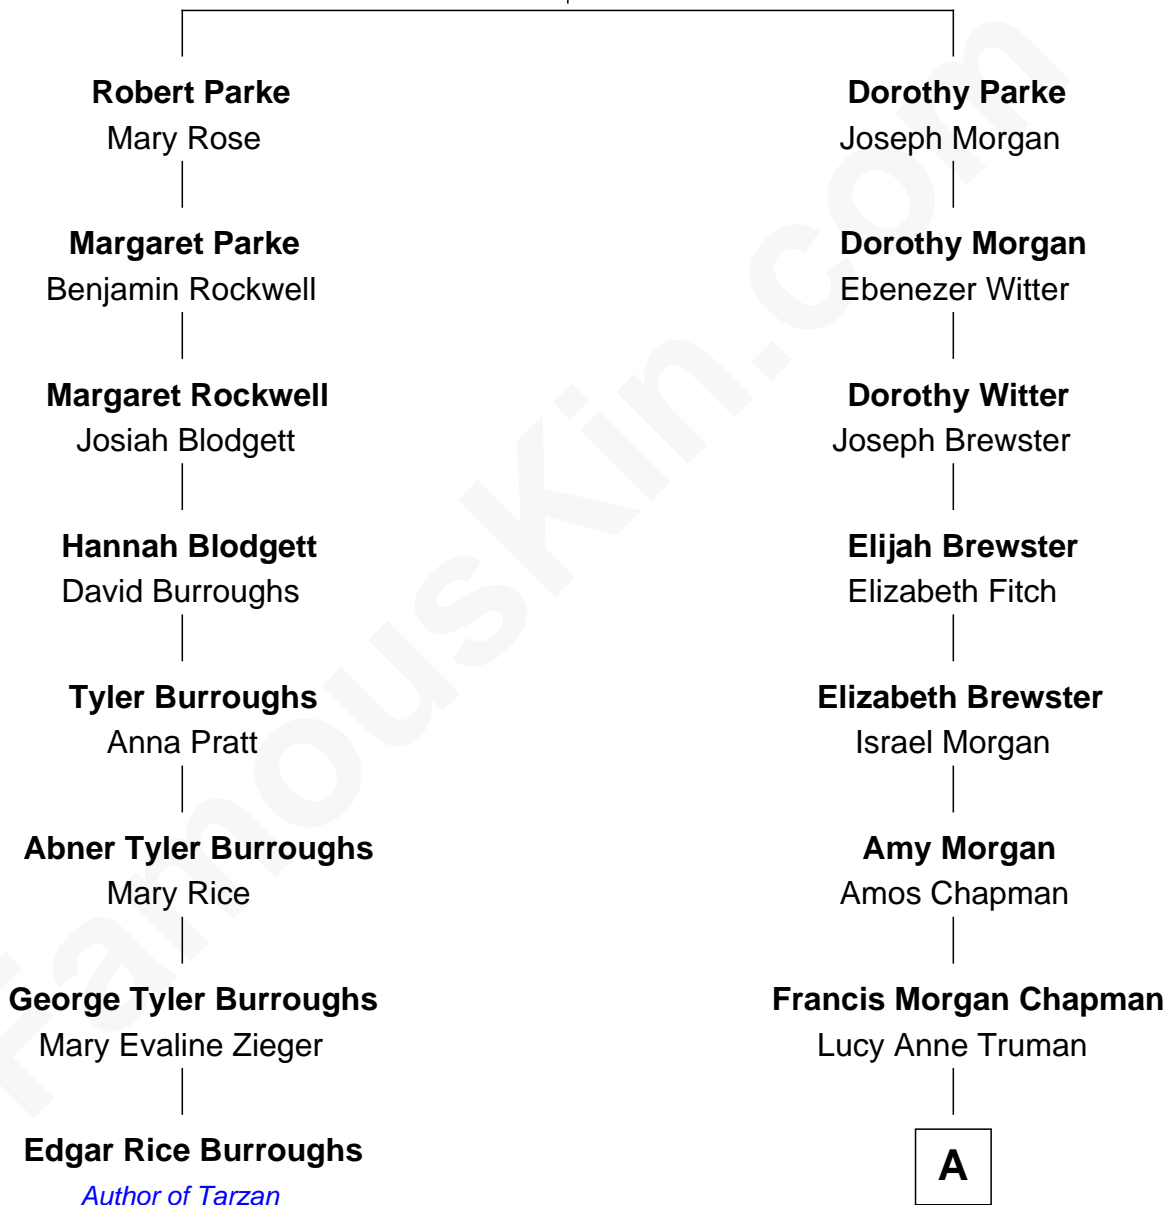 Robert Parke
Mary Rose
Margaret Parke
Benjamin Rockwell
Margaret Rockwell
Josiah Blodgett
Hannah Blodgett
David Burroughs
Tyler Burroughs
Anna Pratt
Abner Tyler Burroughs
Mary Rice
George Tyler Burroughs
Mary Evaline Zieger
Edgar Rice Burroughs
Author of Tarzan
Dorothy Parke
Joseph Morgan
Dorothy Morgan
Ebenezer Witter
Dorothy Witter
Joseph Brewster
Elijah Brewster
Elizabeth Fitch
Elizabeth Brewster
Israel Morgan
Amy Morgan
Amos Chapman
Francis Morgan Chapman
Lucy Anne Truman
A
FamousKin.com